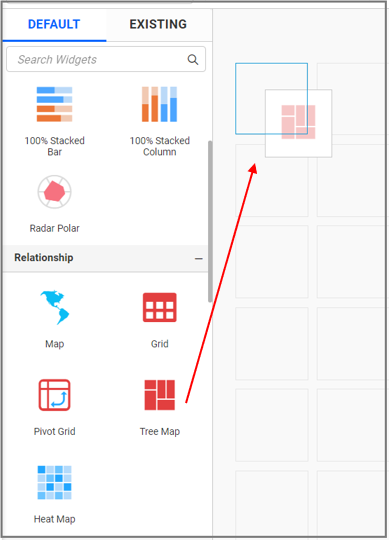 DEFAULT
EXISTING
Search Widgets
100% Stacked
Bar
100% Stacked
Column
Radar Polar
Relationship
Map
Grid
Pivot Grid
Tree Map
Heat Map